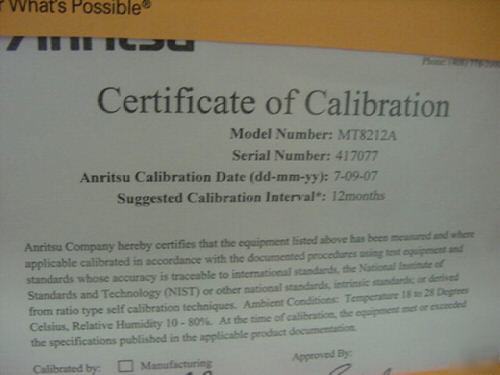 r What's Possible®
Anritsu
Phone: (408) 778-2000
Certificate of Calibration
Model Number: MT8212A
Serial Number: 417077
Anritsu Calibration Date (dd-mm-yy): 7-09-07
Suggested Calibration Interval*: 12months
Anritsu Company hereby certifies that the equipment listed above has been measured and where
applicable calibrated in accordance with the documented procedures using test equipment and
standards whose accuracy is traceable to international standards, the National Institute of
Standards and Technology (NIST) or other national standards, intrinsic standards; or derived
from ratio type self calibration techniques. Ambient Conditions: Temperature 18 to 28 Degrees
Celsius, Relative Humidity 10 - 80%. At the time of calibration, the equipment met or exceeded
the specifications published in the applicable product documentation.
Calibrated by: Manufacturing Approved By: